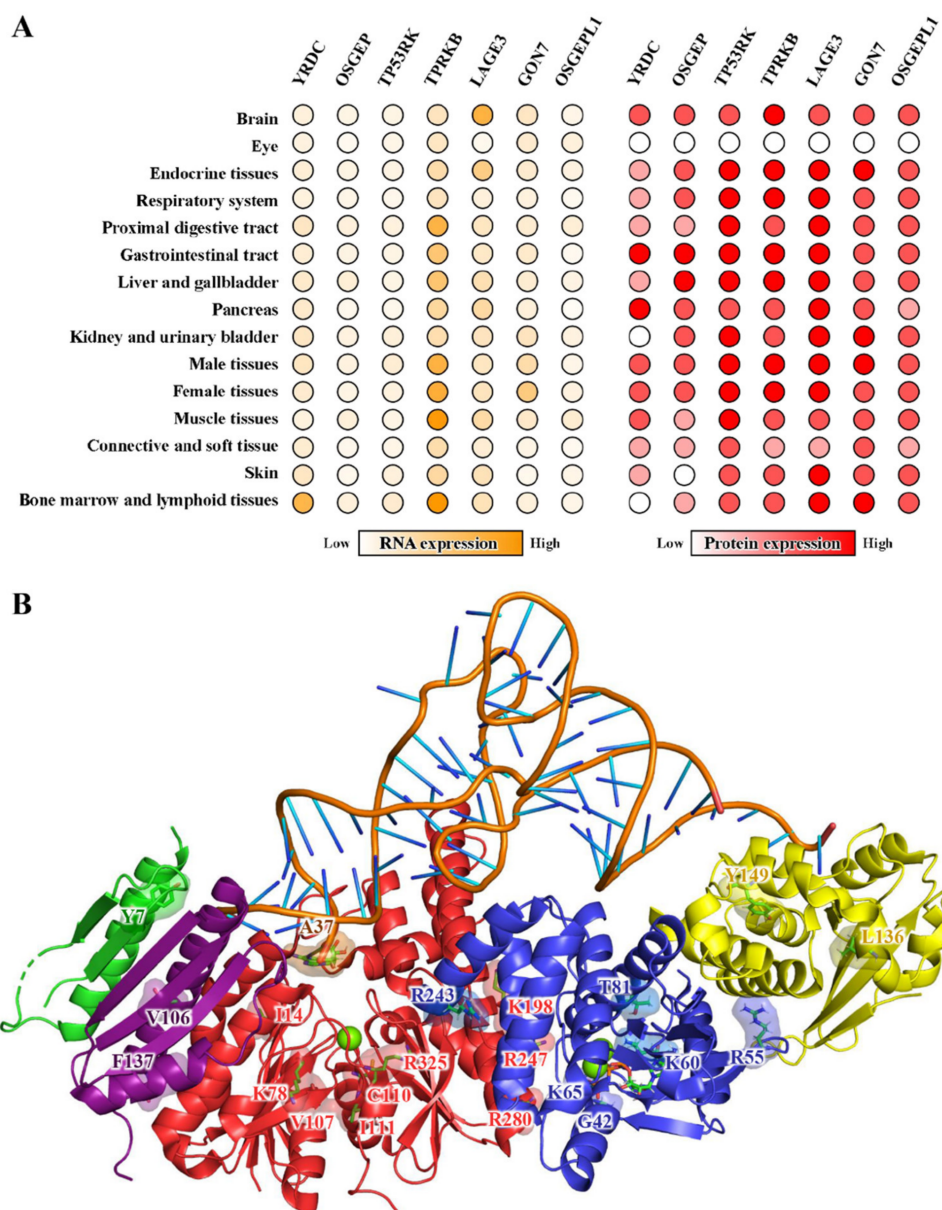 A
YRDC OSGEP TP53RK TPRKB LAGE3 GON7 OSGEPL1 YRDC OSGEP TP53RK TPRKB LAGE3 GON7 OSGEPL1
Brain
Eye
Endocrine tissues
Respiratory system
Proximal digestive tract
Gastrointestinal tract
Liver and gallbladder
Pancreas
Kidney and urinary bladder
Male tissues
Female tissues
Muscle tissues
Connective and soft tissue
Skin
Bone marrow and lymphoid tissues
Low RNA expression High Low Protein expression High
B
Y149
Y7
A37
L136
R243
K198
T81
V106
I14
F137
R247
K60
R55
R325
K78
C110
K65
V107
I111
R280
G42